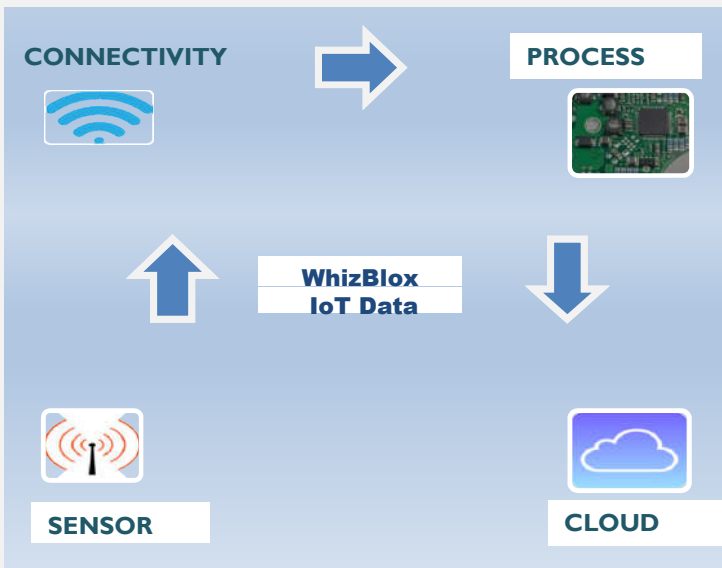 CONNECTIVITY
PROCESS
WhizBlox
IoT Data
SENSOR
CLOUD